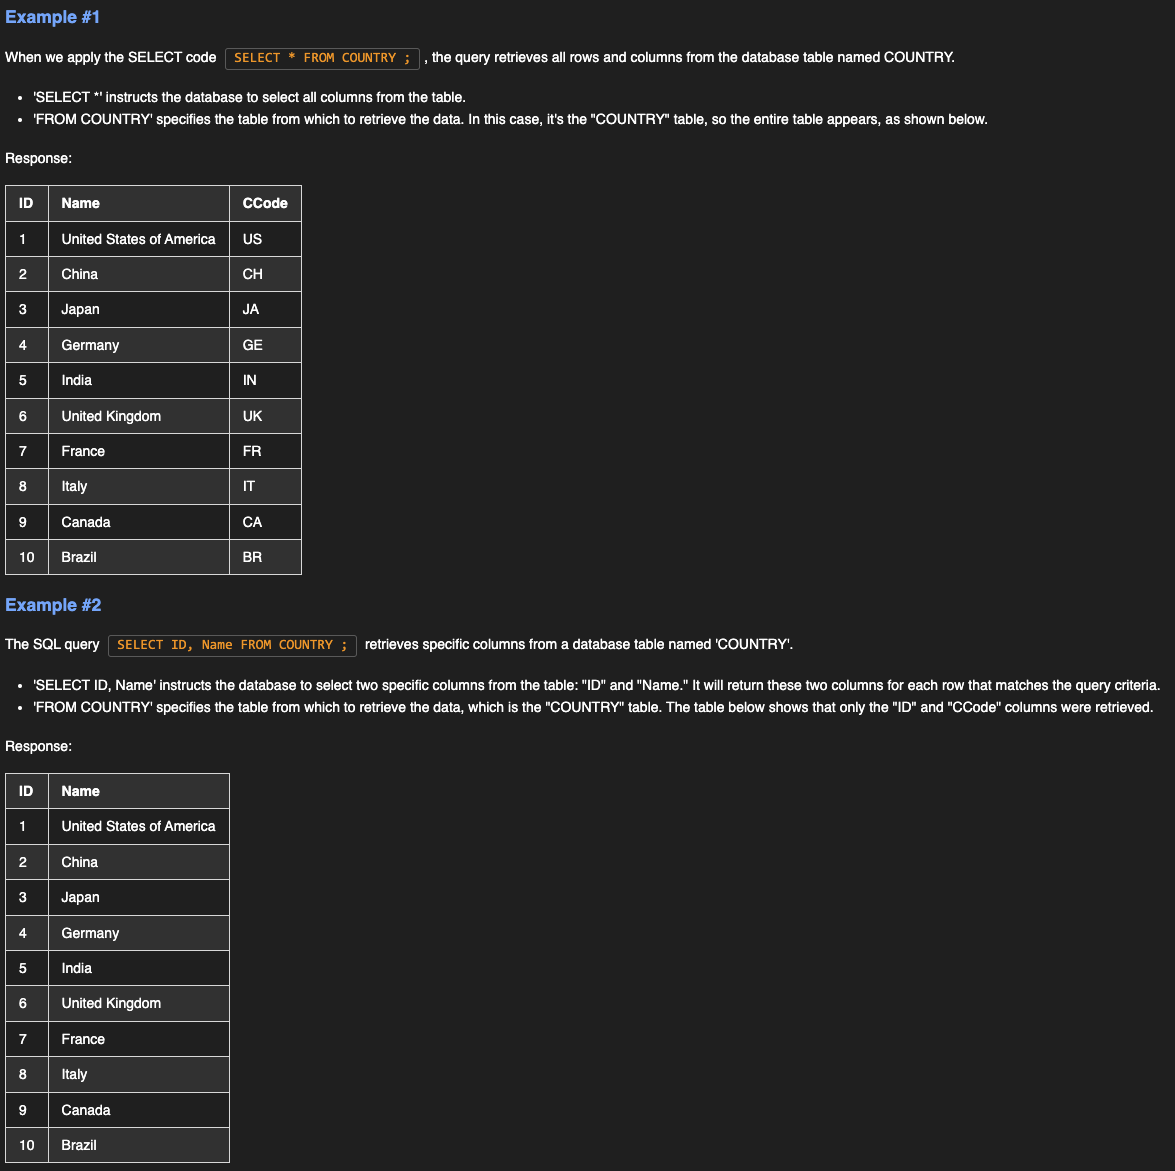 Example #1
When we apply the SELECT code SELECT * FROM COUNTRY ; , the query retrieves all rows and columns from the database table named COUNTRY.
• 'SELECT *' instructs the database to select all columns from the table.
• 'FROM COUNTRY' specifies the table from which to retrieve the data. In this case, it's the "COUNTRY" table, so the entire table appears, as shown below.
Response:
ID Name CCode
1 United States of America US
2 China CH
3 Japan JA
4 Germany GE
5 India IN
6 United Kingdom UK
7 France FR
8 Italy IT
9 Canada CA
10 Brazil BR
Example #2
The SQL query SELECT ID, Name FROM COUNTRY ; retrieves specific columns from a database table named 'COUNTRY'.
• 'SELECT ID, Name' instructs the database to select two specific columns from the table: "ID" and "Name." It will return these two columns for each row that matches the query criteria.
• 'FROM COUNTRY' specifies the table from which to retrieve the data, which is the "COUNTRY" table. The table below shows that only the "ID" and "CCode" columns were retrieved.
Response:
ID Name
1 United States of America
2 China
3 Japan
4 Germany
5 India
6 United Kingdom
7 France
8 Italy
9 Canada
10 Brazil